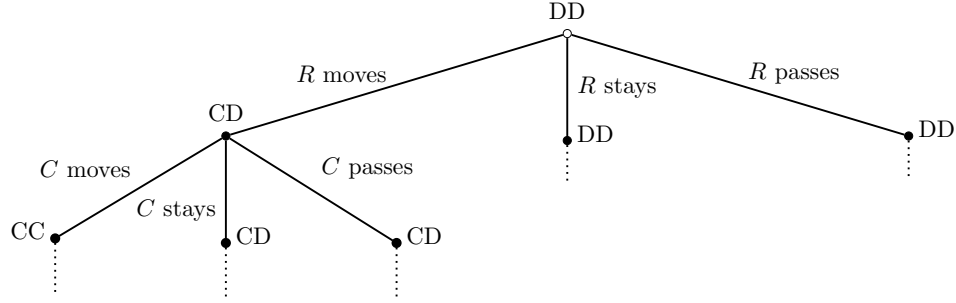 DD
R moves
R stays
R passes
CD
DD
DD
C moves
C stays
C passes
CC
CD
CD